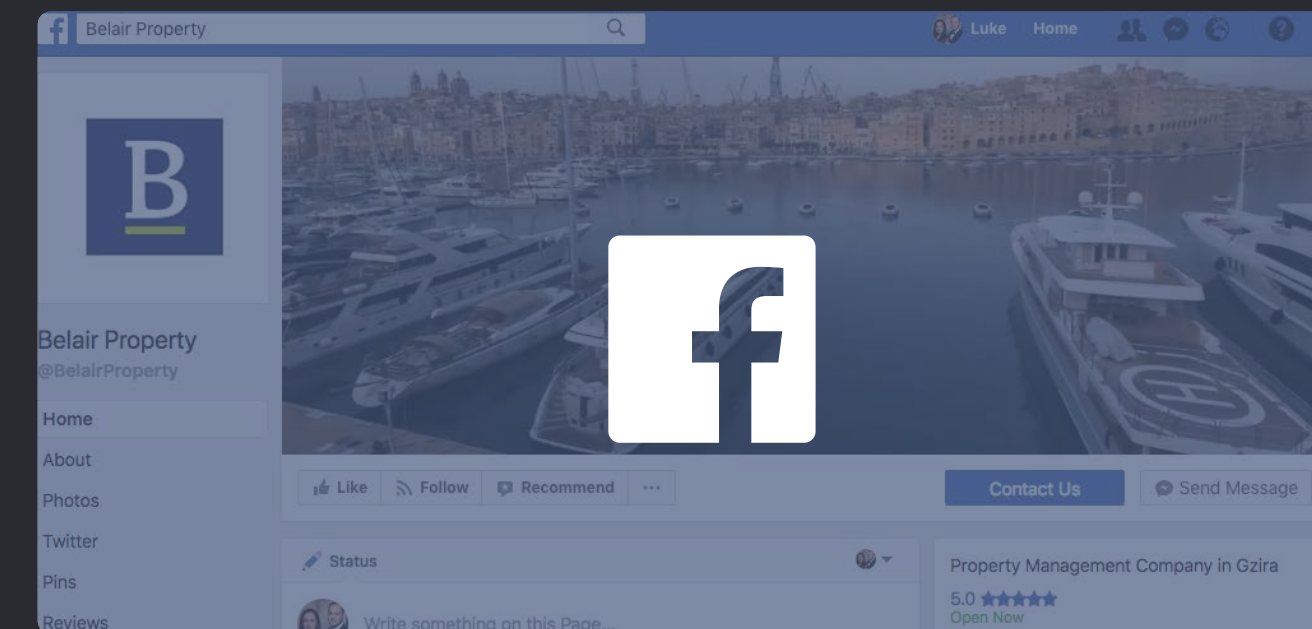 Belair Property
Luke Home
B
Belair Property
@BelairProperty
Home
About
Photos
Twitter
Pins
Reviews
Like Follow Recommend ...
Contact Us Send Message
Status
Write something on this Page...
Property Management Company in Gzira
5.0
Open Now
H